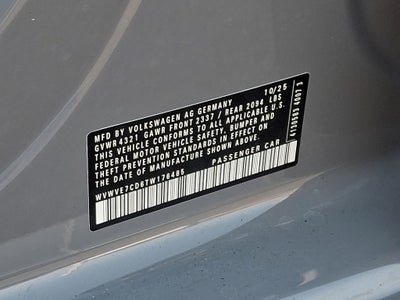 MFD BY VOLKSWAGEN AG GERMANY 10/25
GVWR 4321 GAWR FRONT 2337 / REAR 2094 LBS
THIS VEHICLE CONFORMS TO ALL APPLICABLE U.S.
FEDERAL MOTOR VEHICLE SAFETY, BUMPER AND
THEFT PREVENTION STANDARDS IN EFFECT ON
THE DATE OF MANUFACTURE SHOWN ABOVE.
WVWVE7CD6TW176485 PASSENGER CAR